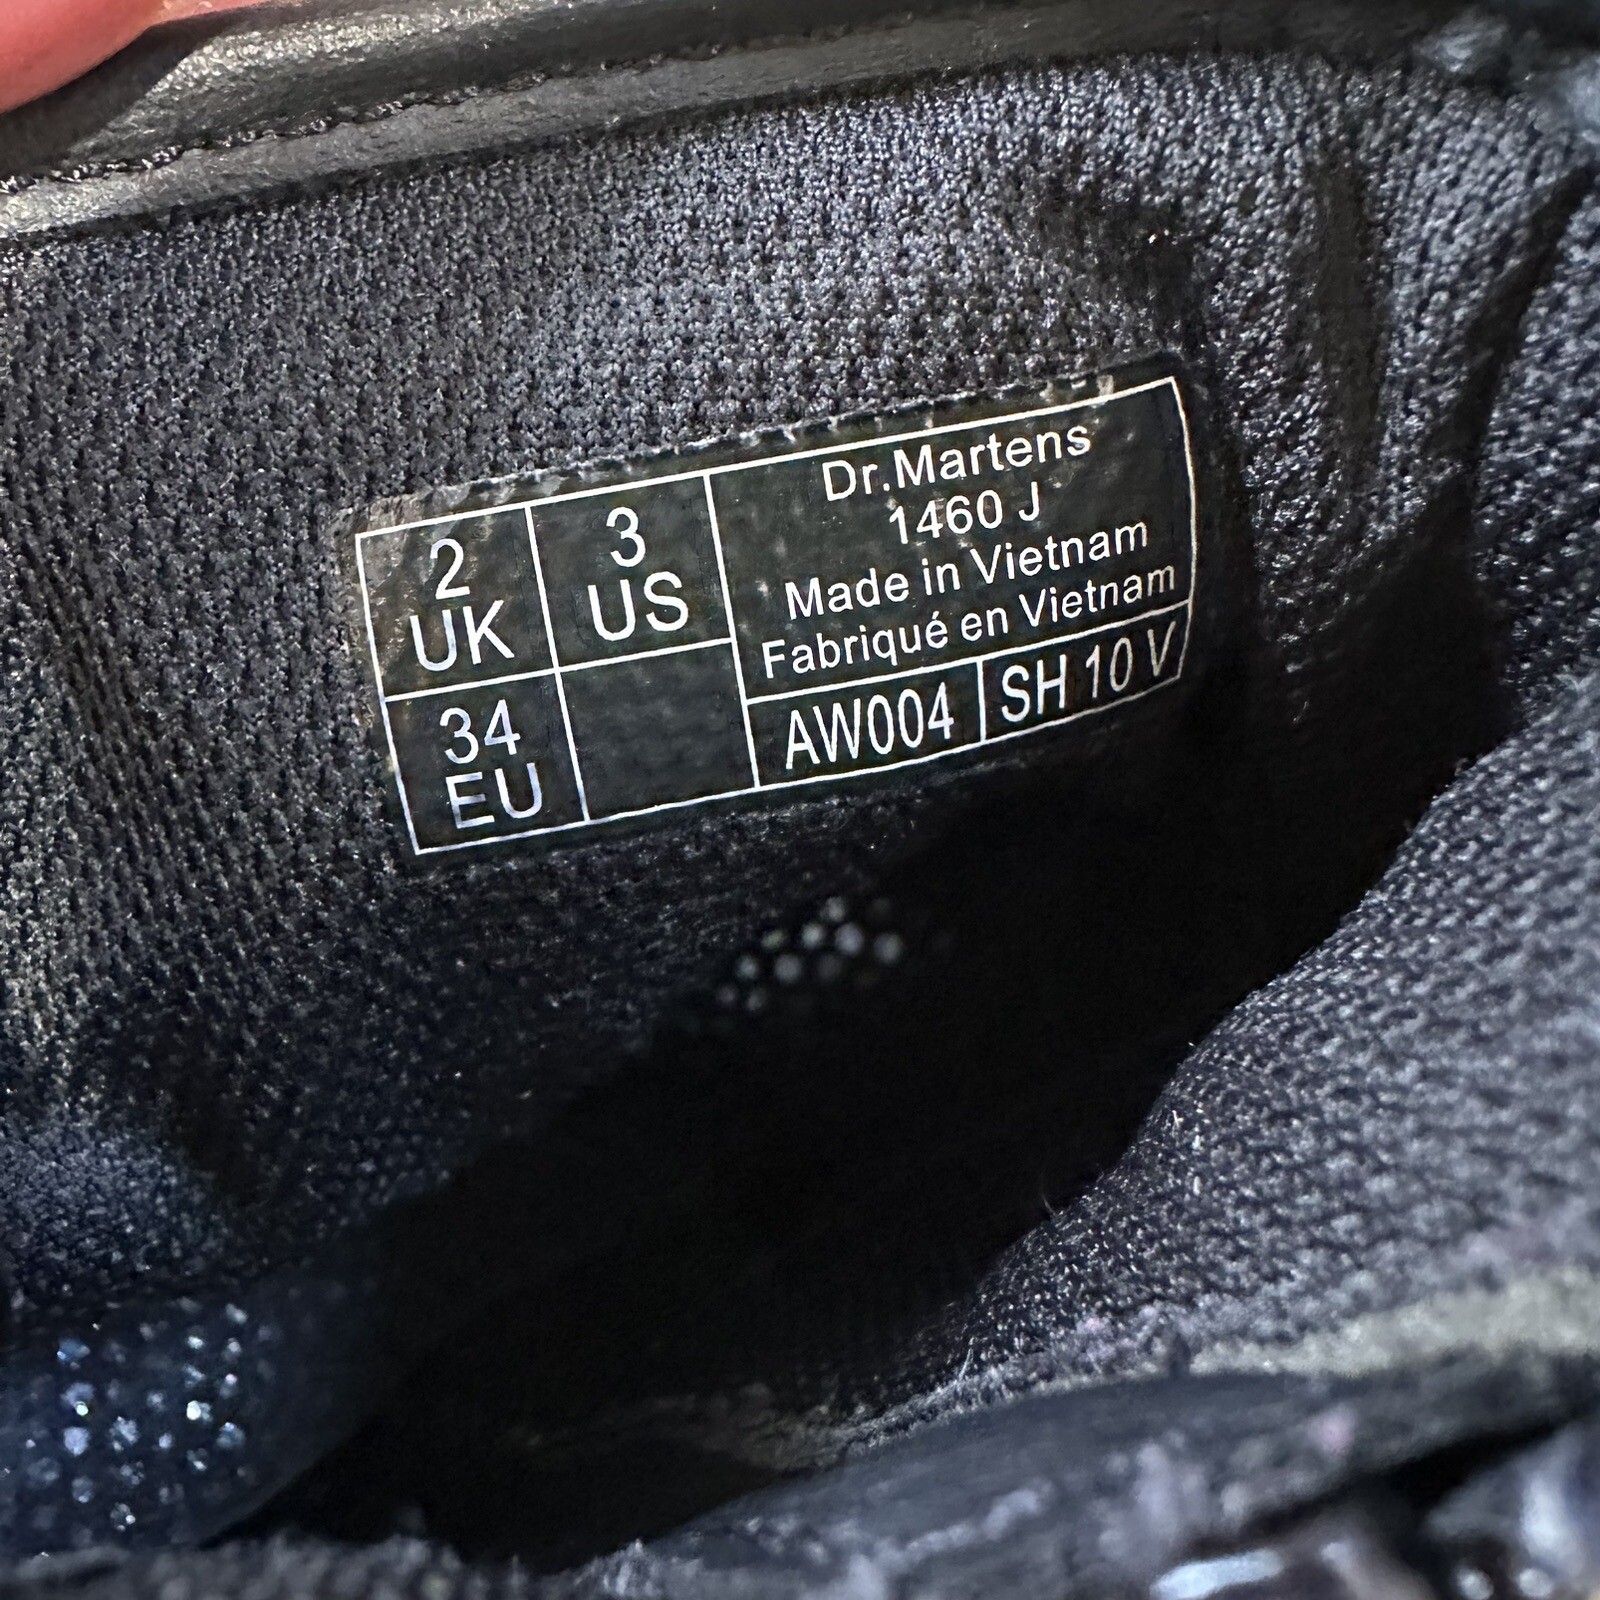 2
UK
3
US
34
EU
Dr.Martens
1460 J
Made in Vietnam
Fabriqué en Vietnam
AW004
SH 10 V